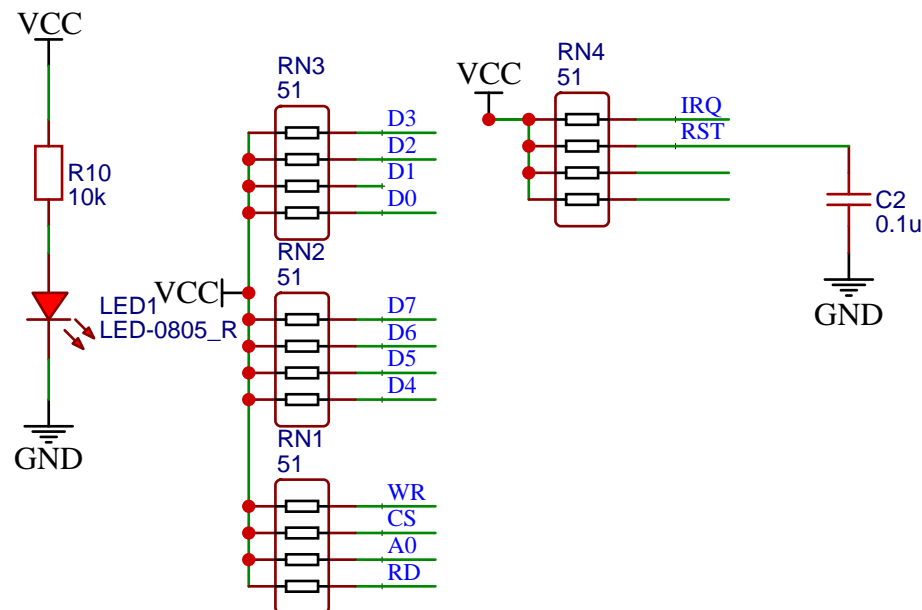 VCC
R10
10k
LED1
LED-0805_R
GND
VCC
RN3
51
D3
D2
D1
D0
RN2
51
D7
D6
D5
D4
RN1
51
WR
CS
A0
RD
VCC
RN4
51
IRQ
RST
C2
0.1u
GND